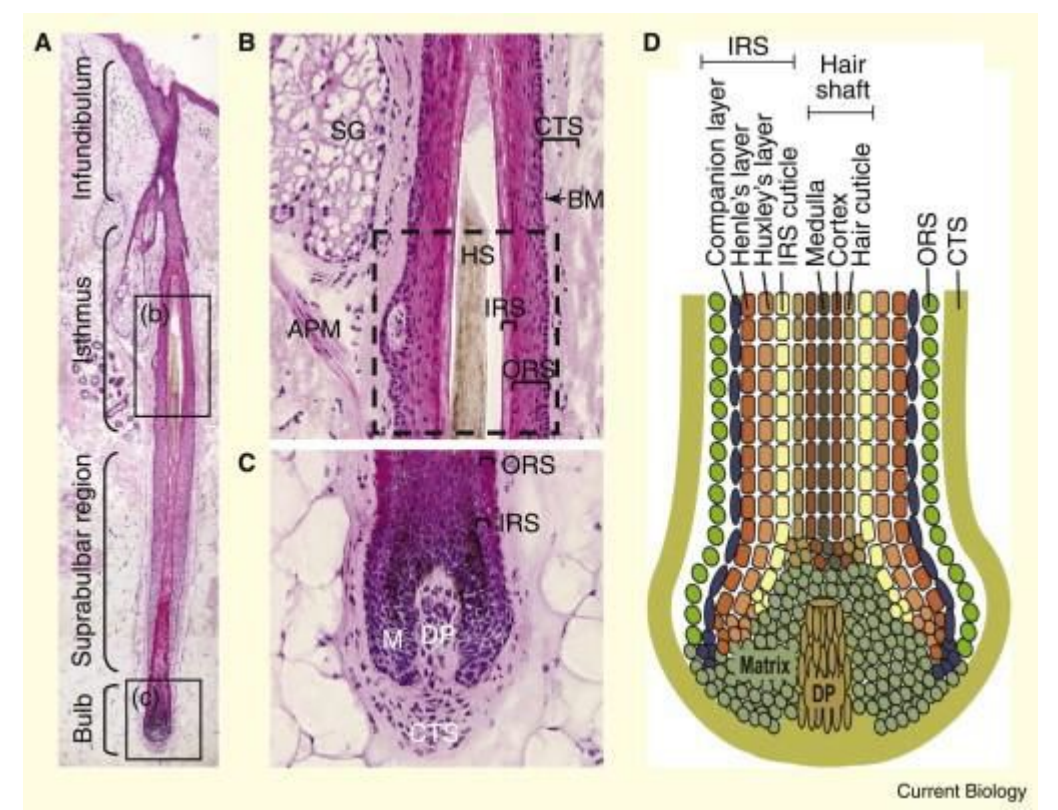 A
Infundibulum
Isthmus
Suprabulbar region
Bulb
(b)
(c)
B
SG
CTS
BM
HS
IRS
APM
ORS
C
ORS
IRS
M
DP
CTS
D
IRS
Hair
shaft
Companion layer
Henle's layer
Huxley's layer
IRS cuticle
Medulla
Cortex
Hair cuticle
ORS
CTS
Matrix
DP
Current Biology